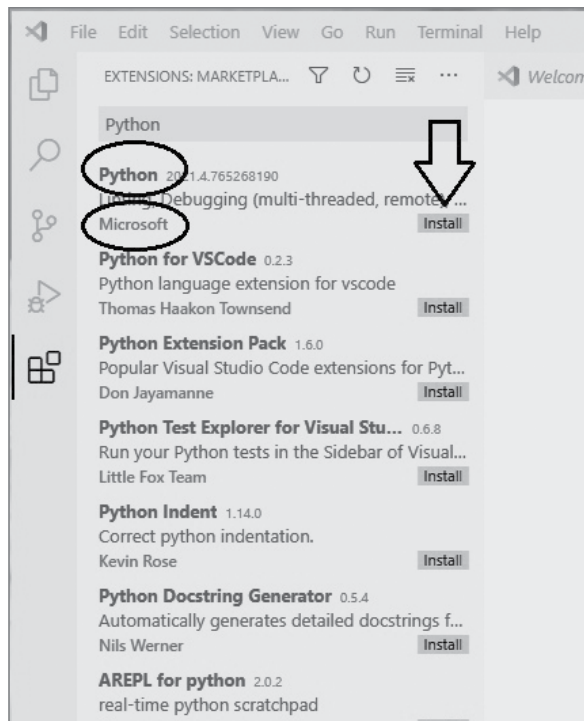 File Edit Selection View Go Run Terminal Help
EXTENSIONS: MARKETPLA... Welcom
Python
Python 2021.4.765268190
Linting, Debugging (multi-threaded, remote), ...
Microsoft Install
Python for VSCode 0.2.3
Python language extension for vscode
Thomas Haakon Townsend Install
Python Extension Pack 1.6.0
Popular Visual Studio Code extensions for Pyt...
Don Jayamanne Install
Python Test Explorer for Visual Stu... 0.6.8
Run your Python tests in the Sidebar of Visual...
Little Fox Team Install
Python Indent 1.14.0
Correct python indentation.
Kevin Rose Install
Python Docstring Generator 0.5.4
Automatically generates detailed docstrings f...
Nils Werner Install
AREPL for python 2.0.2
real-time python scratchpad